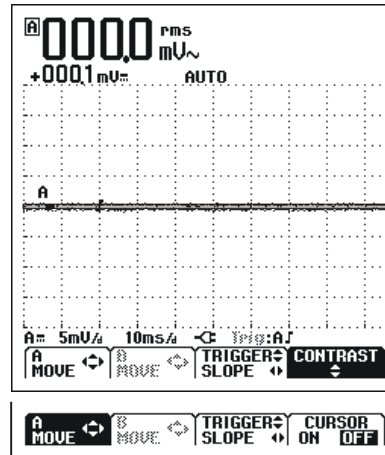 A 000.0 rms mV~
+000.1 mV⎓ AUTO
A
A⎓ 5mV/d 10ms/d Trig:A
A MOVE B MOVE TRIGGER SLOPE CONTRAST
A MOVE B MOVE TRIGGER SLOPE CURSOR ON OFF